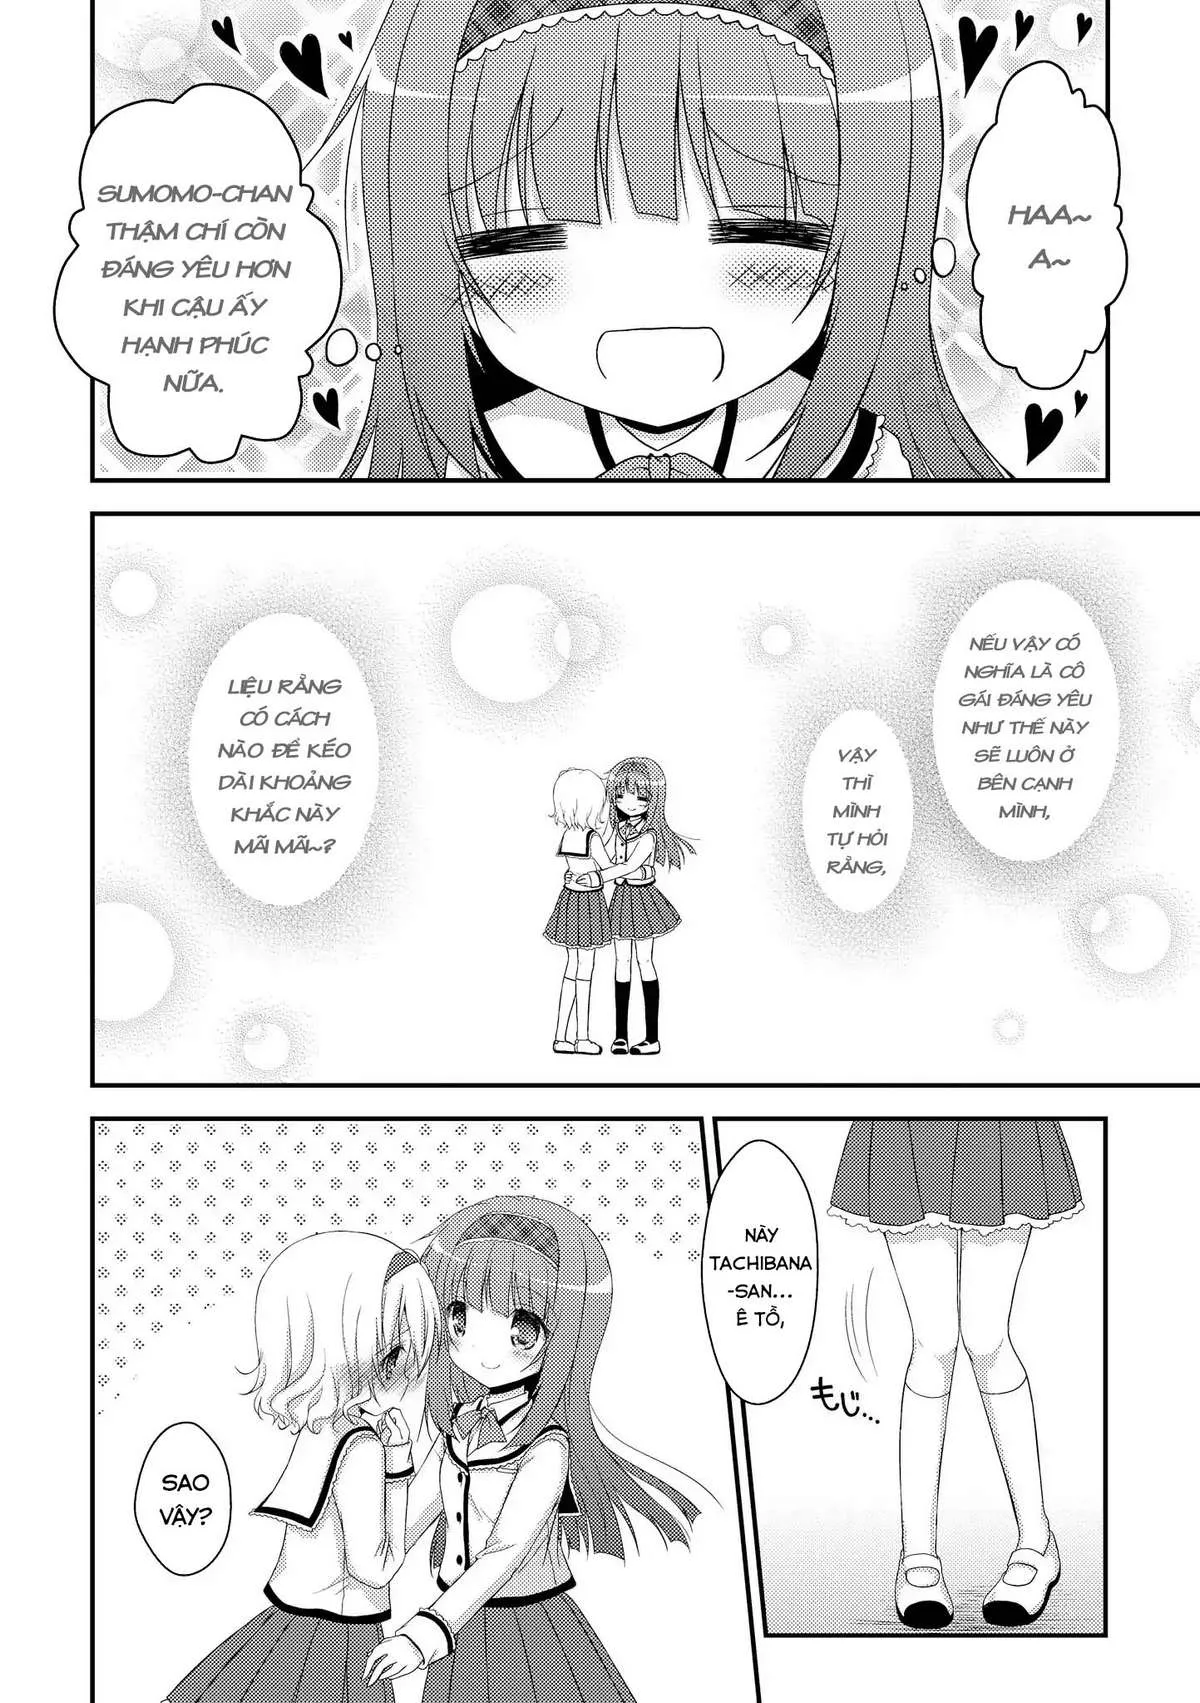 HAA~
A~
SUMOMO-CHAN
THẬM CHÍ CÒN
ĐÁNG YÊU HƠN
KHI CẬU ẤY
HẠNH PHÚC
NỮA.
NẾU VẬY CÓ
NGHĨA LÀ CÔ
GÁI ĐÁNG YÊU
NHƯ THẾ NÀY
SẼ LUÔN Ở
BÊN CẠNH
MÌNH,
VẬY
THÌ
MÌNH
TỰ HỎI
RẰNG,
LIỆU RẰNG
CÓ CÁCH
NÀO ĐỂ KÉO
DÀI KHOẢNG
KHẮC NÀY
MÃI MÃI~?
NÀY
TACHIBANA
-SAN...
Ê TỒ,
もじ...
SAO
VẬY?